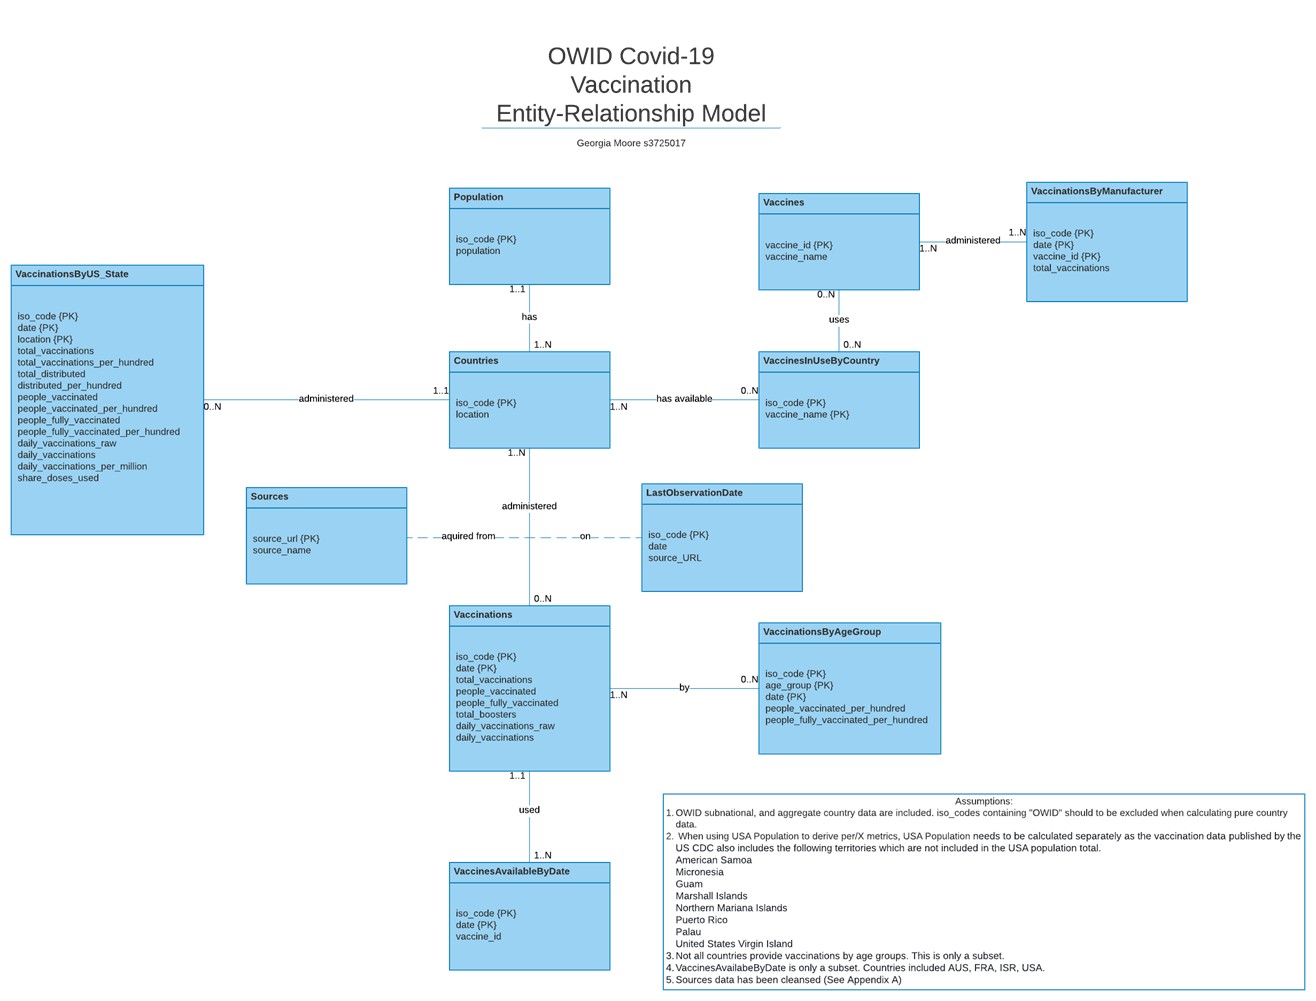 OWID Covid-19
Vaccination
Entity-Relationship Model
Georgia Moore s3725017
Population
iso_code {PK}
population
Vaccines
vaccine_id {PK}
vaccine_name
1..N
administered
1..N
VaccinationsByManufacturer
iso_code {PK}
date {PK}
vaccine_id {PK}
total_vaccinations
VaccinationsByUS_State
iso_code {PK}
date {PK}
location {PK}
total_vaccinations
total_vaccinations_per_hundred
total_distributed
distributed_per_hundred
people_vaccinated
people_vaccinated_per_hundred
people_fully_vaccinated
people_fully_vaccinated_per_hundred
daily_vaccinations_raw
daily_vaccinations
daily_vaccinations_per_million
share_doses_used
1..1
has
1..N
0..N
uses
0..N
0..N
administered
1..1
Countries
iso_code {PK}
location
1..N
has available
0..N
VaccinesInUseByCountry
iso_code {PK}
vaccine_name {PK}
1..N
administered
0..N
Sources
source_url {PK}
source_name
aquired from
on
LastObservationDate
iso_code {PK}
date
source_URL
Vaccinations
iso_code {PK}
date {PK}
total_vaccinations
people_vaccinated
people_fully_vaccinated
total_boosters
daily_vaccinations_raw
daily_vaccinations
1..N
by
0..N
VaccinationsByAgeGroup
iso_code {PK}
age_group {PK}
date {PK}
people_vaccinated_per_hundred
people_fully_vaccinated_per_hundred
1..1
used
1..N
VaccinesAvailableByDate
iso_code {PK}
date {PK}
vaccine_id
Assumptions:
1. OWID subnational, and aggregate country data are included. iso_codes containing "OWID" should to be excluded when calculating pure country
data.
2. When using USA Population to derive per/X metrics, USA Population needs to be calculated separately as the vaccination data published by the
US CDC also includes the following territories which are not included in the USA population total.
American Samoa
Micronesia
Guam
Marshall Islands
Northern Mariana Islands
Puerto Rico
Palau
United States Virgin Island
3. Not all countries provide vaccinations by age groups. This is only a subset.
4. VaccinesAvailabeByDate is only a subset. Countries included AUS, FRA, ISR, USA.
5. Sources data has been cleansed (See Appendix A)